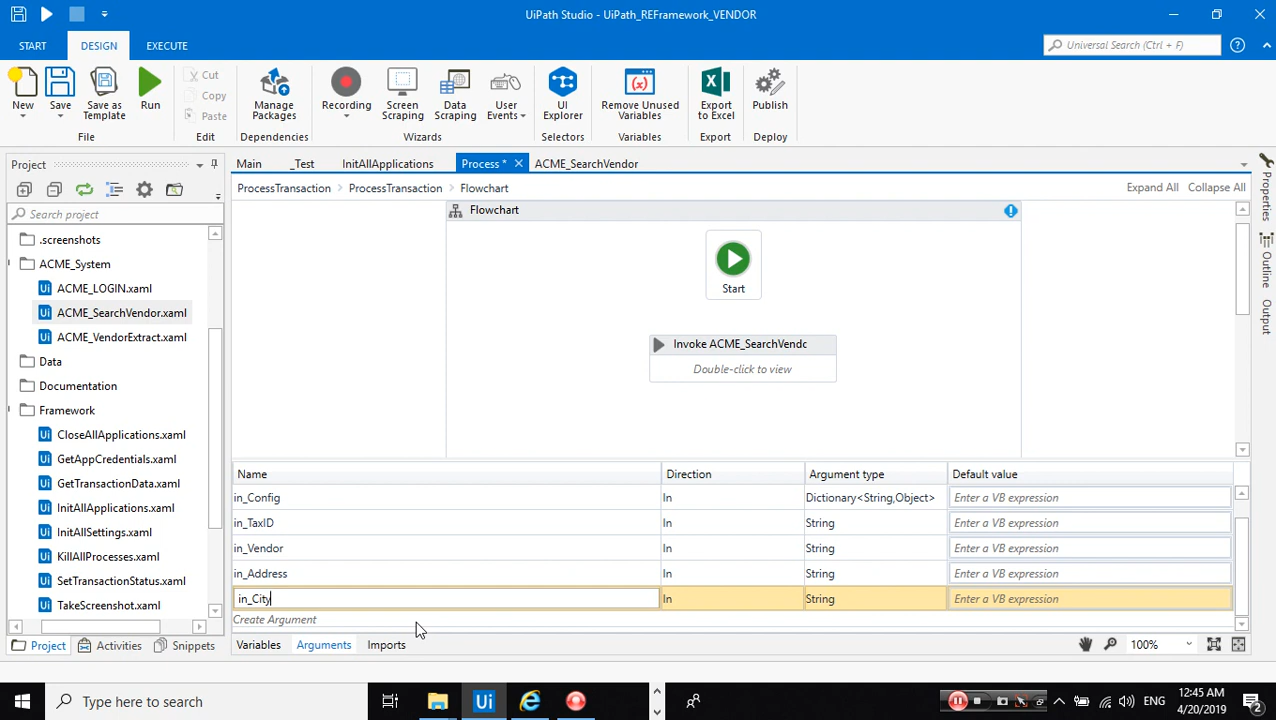 UiPath Studio - UiPath_REFramework_VENDOR
START
DESIGN
EXECUTE
Universal Search (Ctrl + F)
New
Save
Save as
Template
Run
Cut
Copy
Paste
Manage
Packages
Recording
Screen
Scraping
Data
Scraping
User
Events
UI
Explorer
Remove Unused
Variables
Export
to Excel
Publish
File
Edit
Dependencies
Wizards
Selectors
Variables
Export
Deploy
Project
Main
_Test
InitAllApplications
Process *
ACME_SearchVendor
ProcessTransaction
ProcessTransaction
Flowchart
Expand All
Collapse All
Search project
.screenshots
ACME_System
ACME_LOGIN.xaml
ACME_SearchVendor.xaml
ACME_VendorExtract.xaml
Data
Documentation
Framework
CloseAllApplications.xaml
GetAppCredentials.xaml
GetTransactionData.xaml
InitAllApplications.xaml
InitAllSettings.xaml
KillAllProcesses.xaml
SetTransactionStatus.xaml
TakeScreenshot.xaml
Flowchart
Start
Invoke ACME_SearchVendc
Double-click to view
Properties
Outline
Output
Name
Direction
Argument type
Default value
in_Config
In
Dictionary<String,Object>
Enter a VB expression
in_TaxID
In
String
Enter a VB expression
in_Vendor
In
String
Enter a VB expression
in_Address
In
String
Enter a VB expression
in_City
In
String
Enter a VB expression
Create Argument
Project
Activities
Snippets
Variables
Arguments
Imports
100%
Type here to search
ENG
12:45 AM
4/20/2019
2